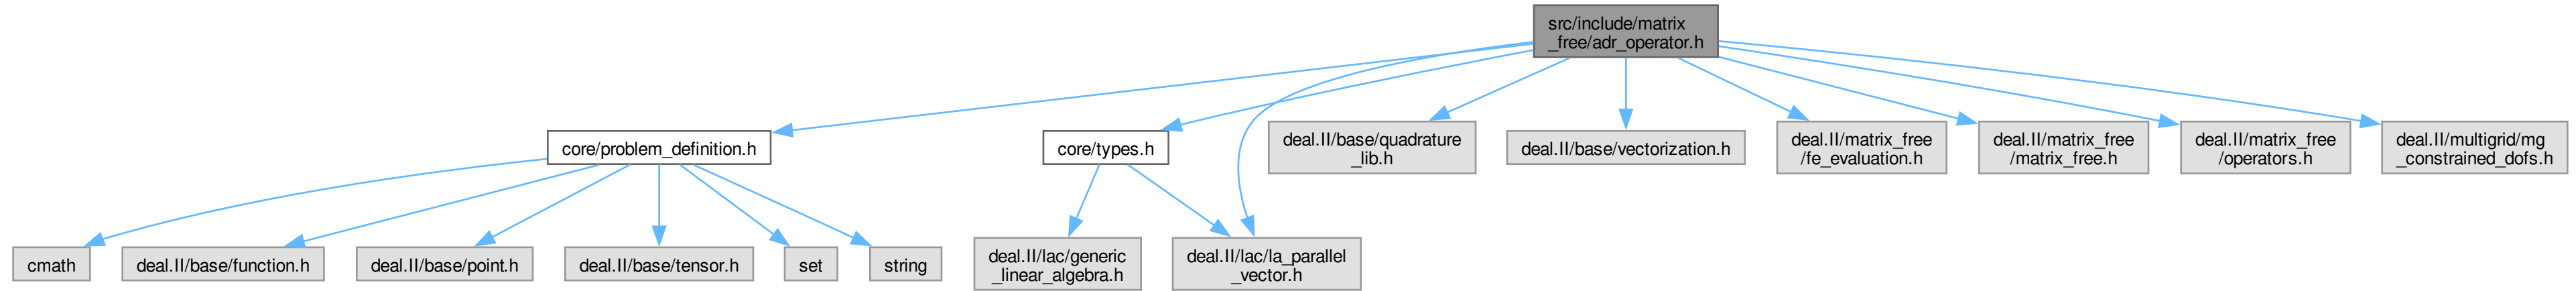 src/include/matrix
_free/adr_operator.h
core/problem_definition.h
core/types.h
deal.II/base/quadrature
_lib.h
deal.II/base/vectorization.h
deal.II/matrix_free
/fe_evaluation.h
deal.II/matrix_free
/matrix_free.h
deal.II/matrix_free
/operators.h
deal.II/multigrid/mg
_constrained_dofs.h
cmath
deal.II/base/function.h
deal.II/base/point.h
deal.II/base/tensor.h
set
string
deal.II/lac/generic
_linear_algebra.h
deal.II/lac/la_parallel
_vector.h